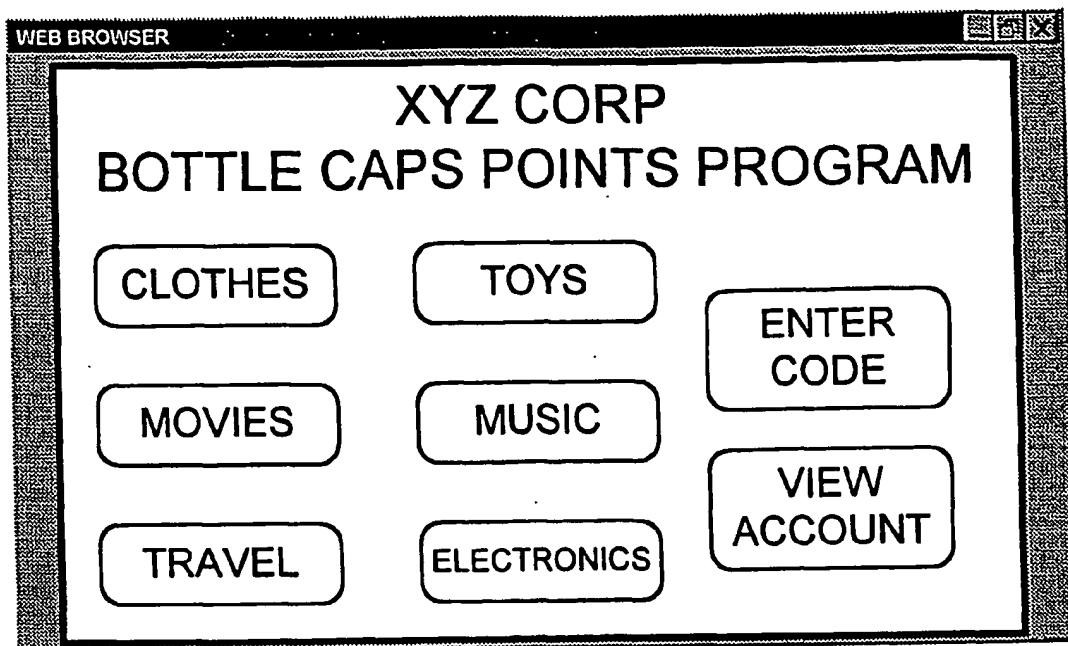 WEB BROWSER
XYZ CORP
BOTTLE CAPS POINTS PROGRAM
CLOTHES
TOYS
ENTER
CODE
MOVIES
MUSIC
VIEW
ACCOUNT
TRAVEL
ELECTRONICS